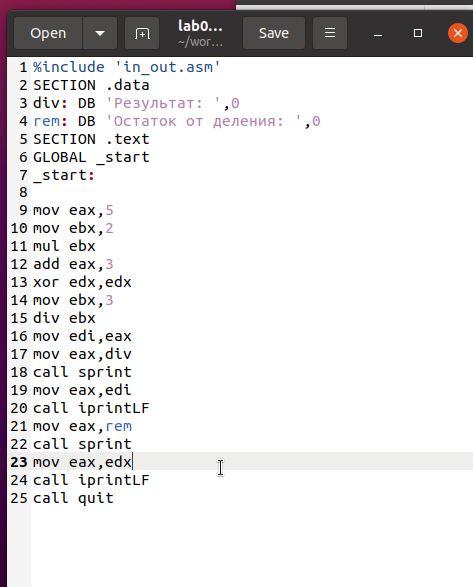 Open
lab0...
~/wor...
Save
1 %include 'in_out.asm'
2 SECTION .data
3 div: DB 'Результат: ',0
4 rem: DB 'Остаток от деления: ',0
5 SECTION .text
6 GLOBAL _start
7 _start:
8
9 mov eax,5
10 mov ebx,2
11 mul ebx
12 add eax,3
13 xor edx,edx
14 mov ebx,3
15 div ebx
16 mov edi,eax
17 mov eax,div
18 call sprint
19 mov eax,edi
20 call iprintLF
21 mov eax,rem
22 call sprint
23 mov eax,edx
24 call iprintLF
25 call quit